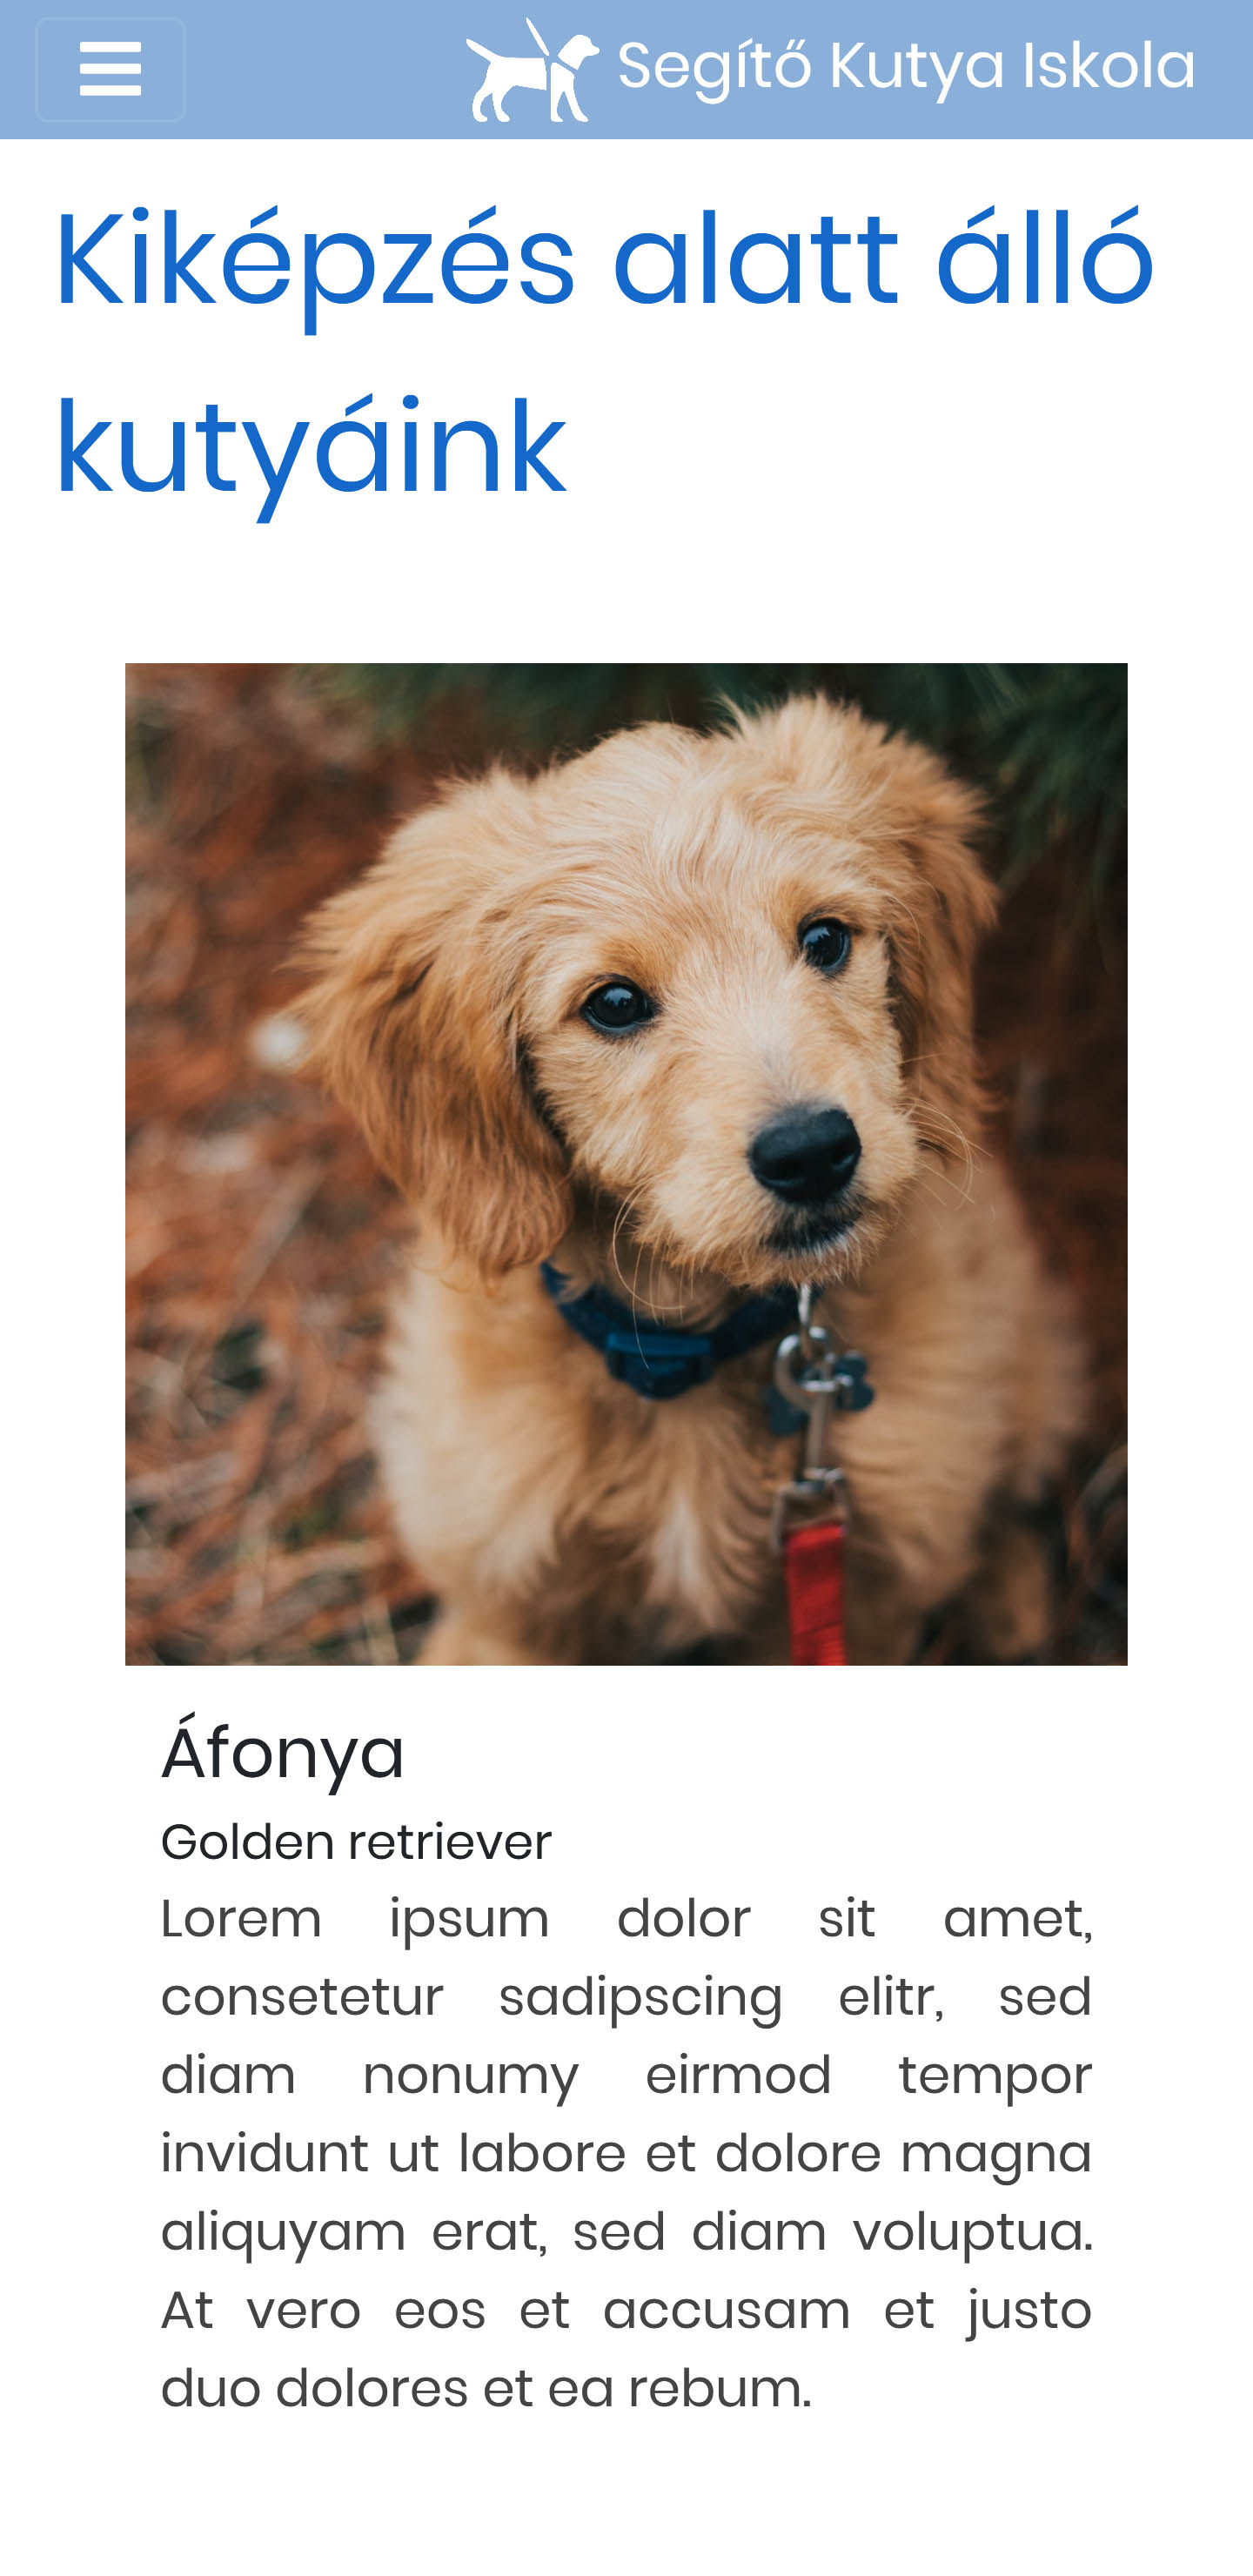 Segítő Kutya Iskola
Kiképzés alatt álló
kutyáink
Áfonya
Golden retriever
Lorem ipsum dolor sit amet,
consetetur sadipscing elitr, sed
diam nonumy eirmod tempor
invidunt ut labore et dolore magna
aliquyam erat, sed diam voluptua.
At vero eos et accusam et justo
duo dolores et ea rebum.